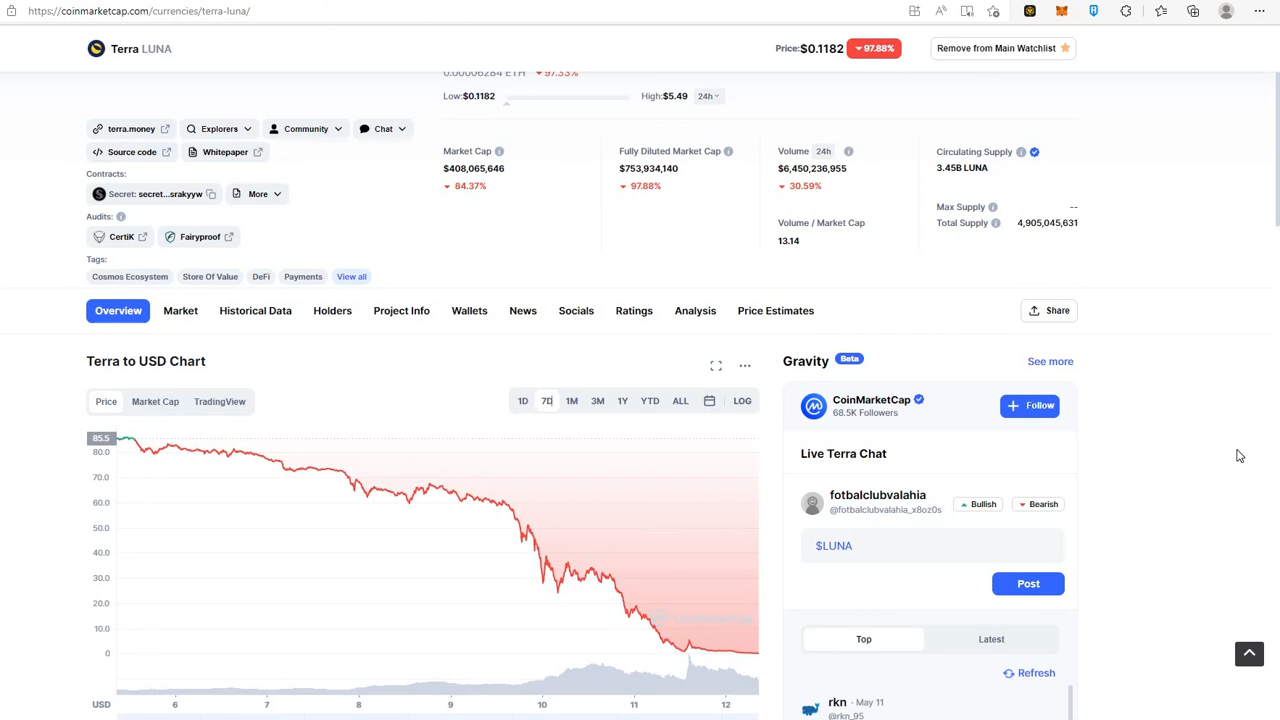 https://coinmarketcap.com/currencies/terra-luna/
Terra LUNA
Price:$0.1182 97.88%
Remove from Main Watchlist
0.00006284 ETH 97.33%
Low:$0.1182 High:$5.49 24h
terra.money Explorers Community Chat
Source code Whitepaper
Contracts:
Secret: secret...srakyyw More
Audits:
CertiK Fairyproof
Tags:
Cosmos Ecosystem Store Of Value DeFi Payments View all
Market Cap
$408,065,646
84.37%
Fully Diluted Market Cap
$753,934,140
97.88%
Volume 24h
$6,450,236,955
30.59%
Volume / Market Cap
13.14
Circulating Supply
3.45B LUNA
Max Supply --
Total Supply 4,905,045,631
Overview Market Historical Data Holders Project Info Wallets News Socials Ratings Analysis Price Estimates Share
Terra to USD Chart
Price Market Cap TradingView
1D 7D 1M 3M 1Y YTD ALL LOG
85.5
80.0
70.0
60.0
50.0
40.0
30.0
20.0
10.0
0
CoinMarketCap
USD 6 7 8 9 10 11 12
Gravity Beta See more
CoinMarketCap
68.5K Followers
+ Follow
Live Terra Chat
fotbalclubvalahia
@fotbalclubvalahia_x8oz0s
Bullish Bearish
$LUNA
Post
Top Latest
Refresh
rkn · May 11
@rkn_95